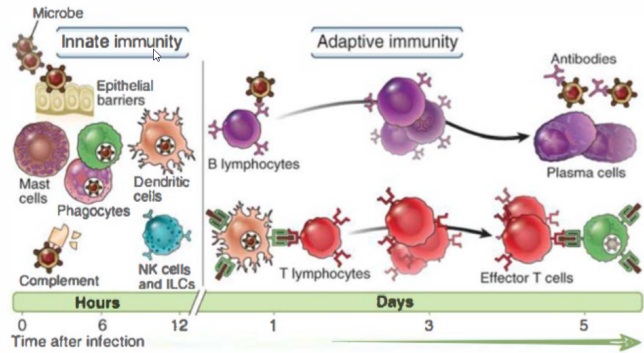 Microbe
Innate immunity
Adaptive immunity
Epithelial
barriers
Antibodies
B lymphocytes
Plasma cells
Mast
cells
Phagocytes
Dendritic
cells
Complement
NK cells
and ILCs
T lymphocytes
Effector T cells
Hours
Days
0
6
12
1
3
5
Time after infection